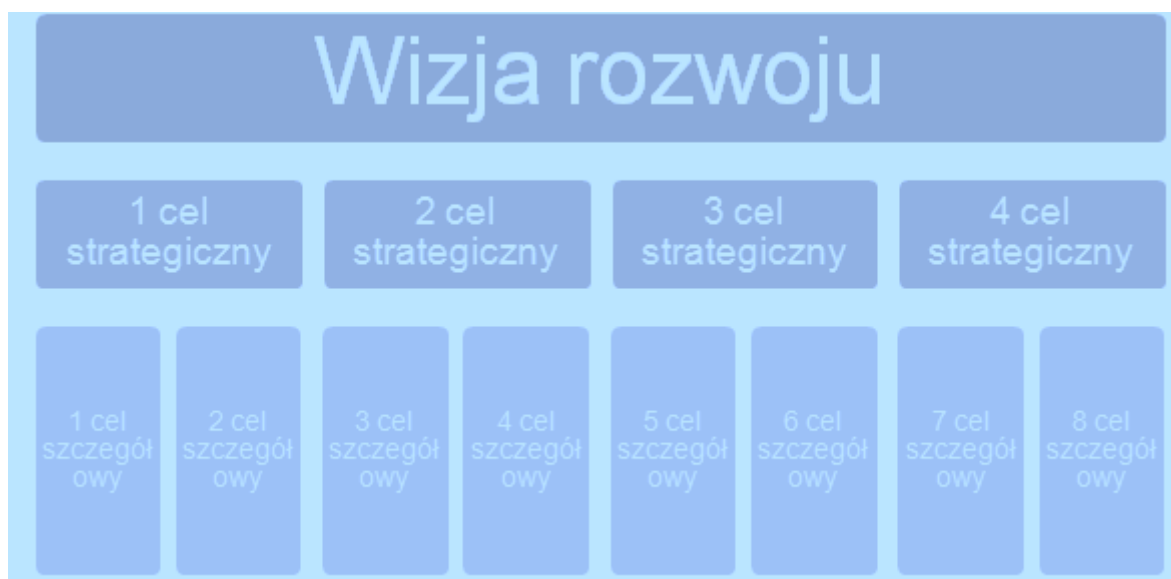 Wizja rozwoju
1 cel
strategiczny
2 cel
strategiczny
3 cel
strategiczny
4 cel
strategiczny
1 cel
szczegół
owy
2 cel
szczegół
owy
3 cel
szczegół
owy
4 cel
szczegół
owy
5 cel
szczegół
owy
6 cel
szczegół
owy
7 cel
szczegół
owy
8 cel
szczegół
owy